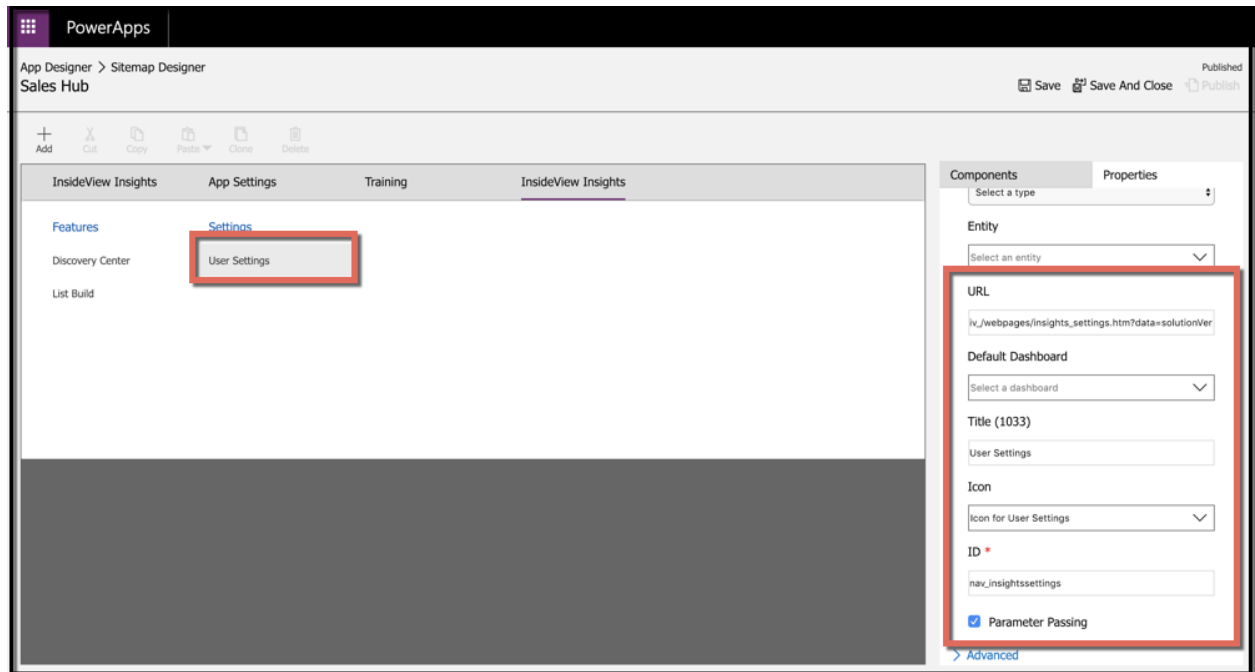 PowerApps
App Designer > Sitemap Designer
Sales Hub
Published
Save Save And Close Publish
Add Cut Copy Paste Clone Delete
InsideView Insights App Settings Training InsideView Insights
Features Settings
Discovery Center User Settings
List Build
Components Properties
Select a type
Entity
Select an entity
URL
iv_/webpages/insights_settings.htm?data=solutionVer
Default Dashboard
Select a dashboard
Title (1033)
User Settings
Icon
Icon for User Settings
ID *
nav_insightssettings
Parameter Passing
> Advanced